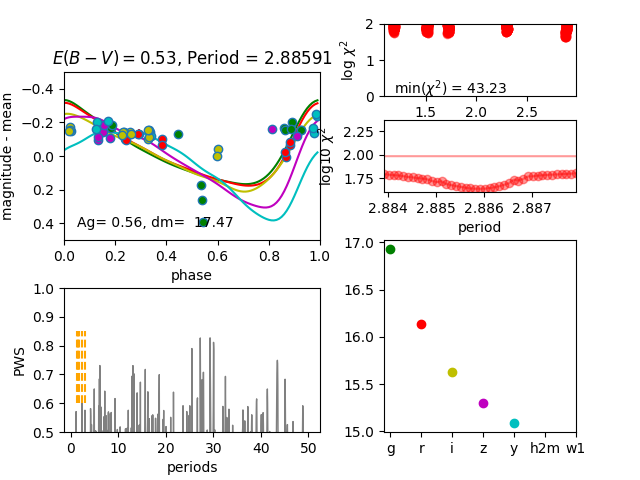 E(B − V) = 0.53, Period = 2.88591
magnitude - mean
−0.4
−0.2
0.0
0.2
0.4
Ag= 0.56, dm= 17.47
0.0 0.2 0.4 0.6 0.8 1.0
phase
log χ²
2
1
0
min(χ²) = 43.23
1.5 2.0 2.5
log10 χ²
2.25
2.00
1.75
2.884 2.885 2.886 2.887
period
PWS
1.0
0.9
0.8
0.7
0.6
0.5
0 10 20 30 40 50
periods
17.0
16.5
16.0
15.5
15.0
g r i z y h2m w1